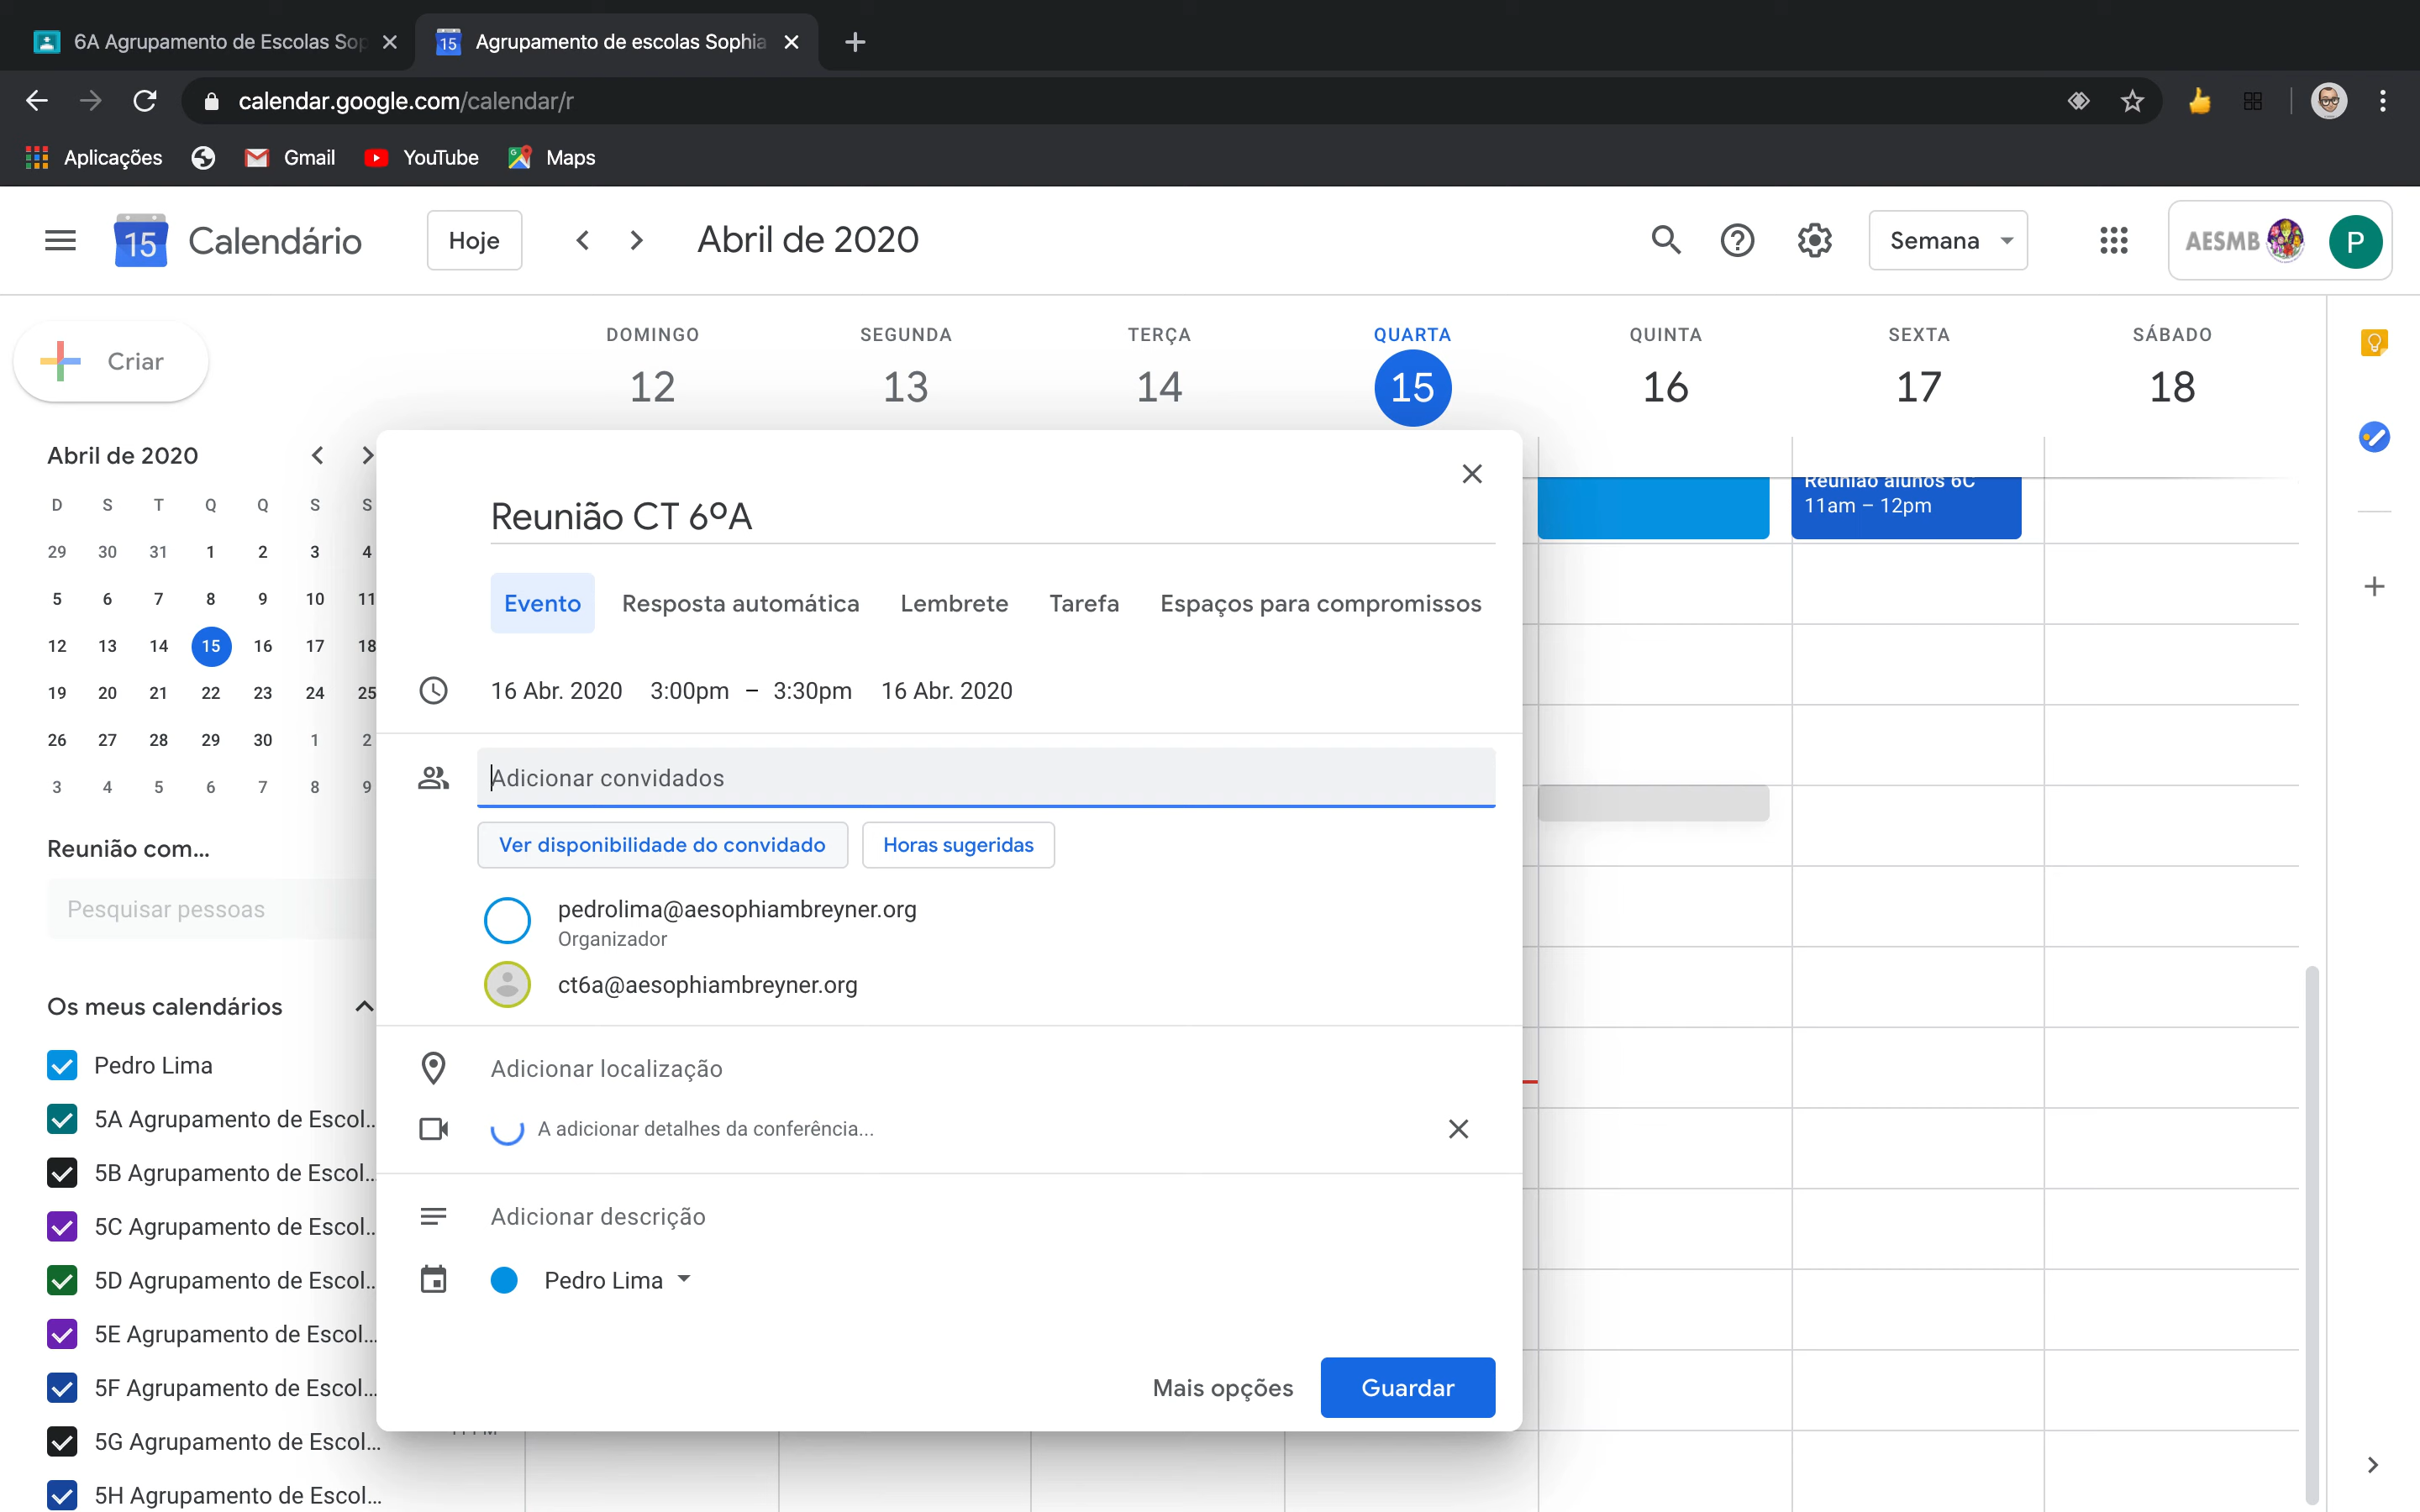 6A Agrupamento de Escolas Sop
15 Agrupamento de escolas Sophia
calendar.google.com/calendar/r
Aplicações Gmail YouTube Maps
15 Calendário Hoje Abril de 2020 Semana AESMB P
Criar
DOMINGO SEGUNDA TERÇA QUARTA QUINTA SEXTA SÁBADO
12 13 14 15 16 17 18
Abril de 2020
D S T Q Q S S
29 30 31 1 2 3 4
5 6 7 8 9 10 11
12 13 14 15 16 17 18
19 20 21 22 23 24 25
26 27 28 29 30 1 2
3 4 5 6 7 8 9
Reunião com...
Pesquisar pessoas
Os meus calendários
Pedro Lima
5A Agrupamento de Escol...
5B Agrupamento de Escol...
5C Agrupamento de Escol...
5D Agrupamento de Escol...
5E Agrupamento de Escol...
5F Agrupamento de Escol...
5G Agrupamento de Escol...
5H Agrupamento de Escol...
Reunião CT 6ºA
Evento Resposta automática Lembrete Tarefa Espaços para compromissos
16 Abr. 2020 3:00pm – 3:30pm 16 Abr. 2020
Adicionar convidados
Ver disponibilidade do convidado Horas sugeridas
pedrolima@aesophiambreyner.org
Organizador
ct6a@aesophiambreyner.org
Adicionar localização
A adicionar detalhes da conferência...
Adicionar descrição
Pedro Lima
Mais opções Guardar
Reunião alunos 6C
11am – 12pm